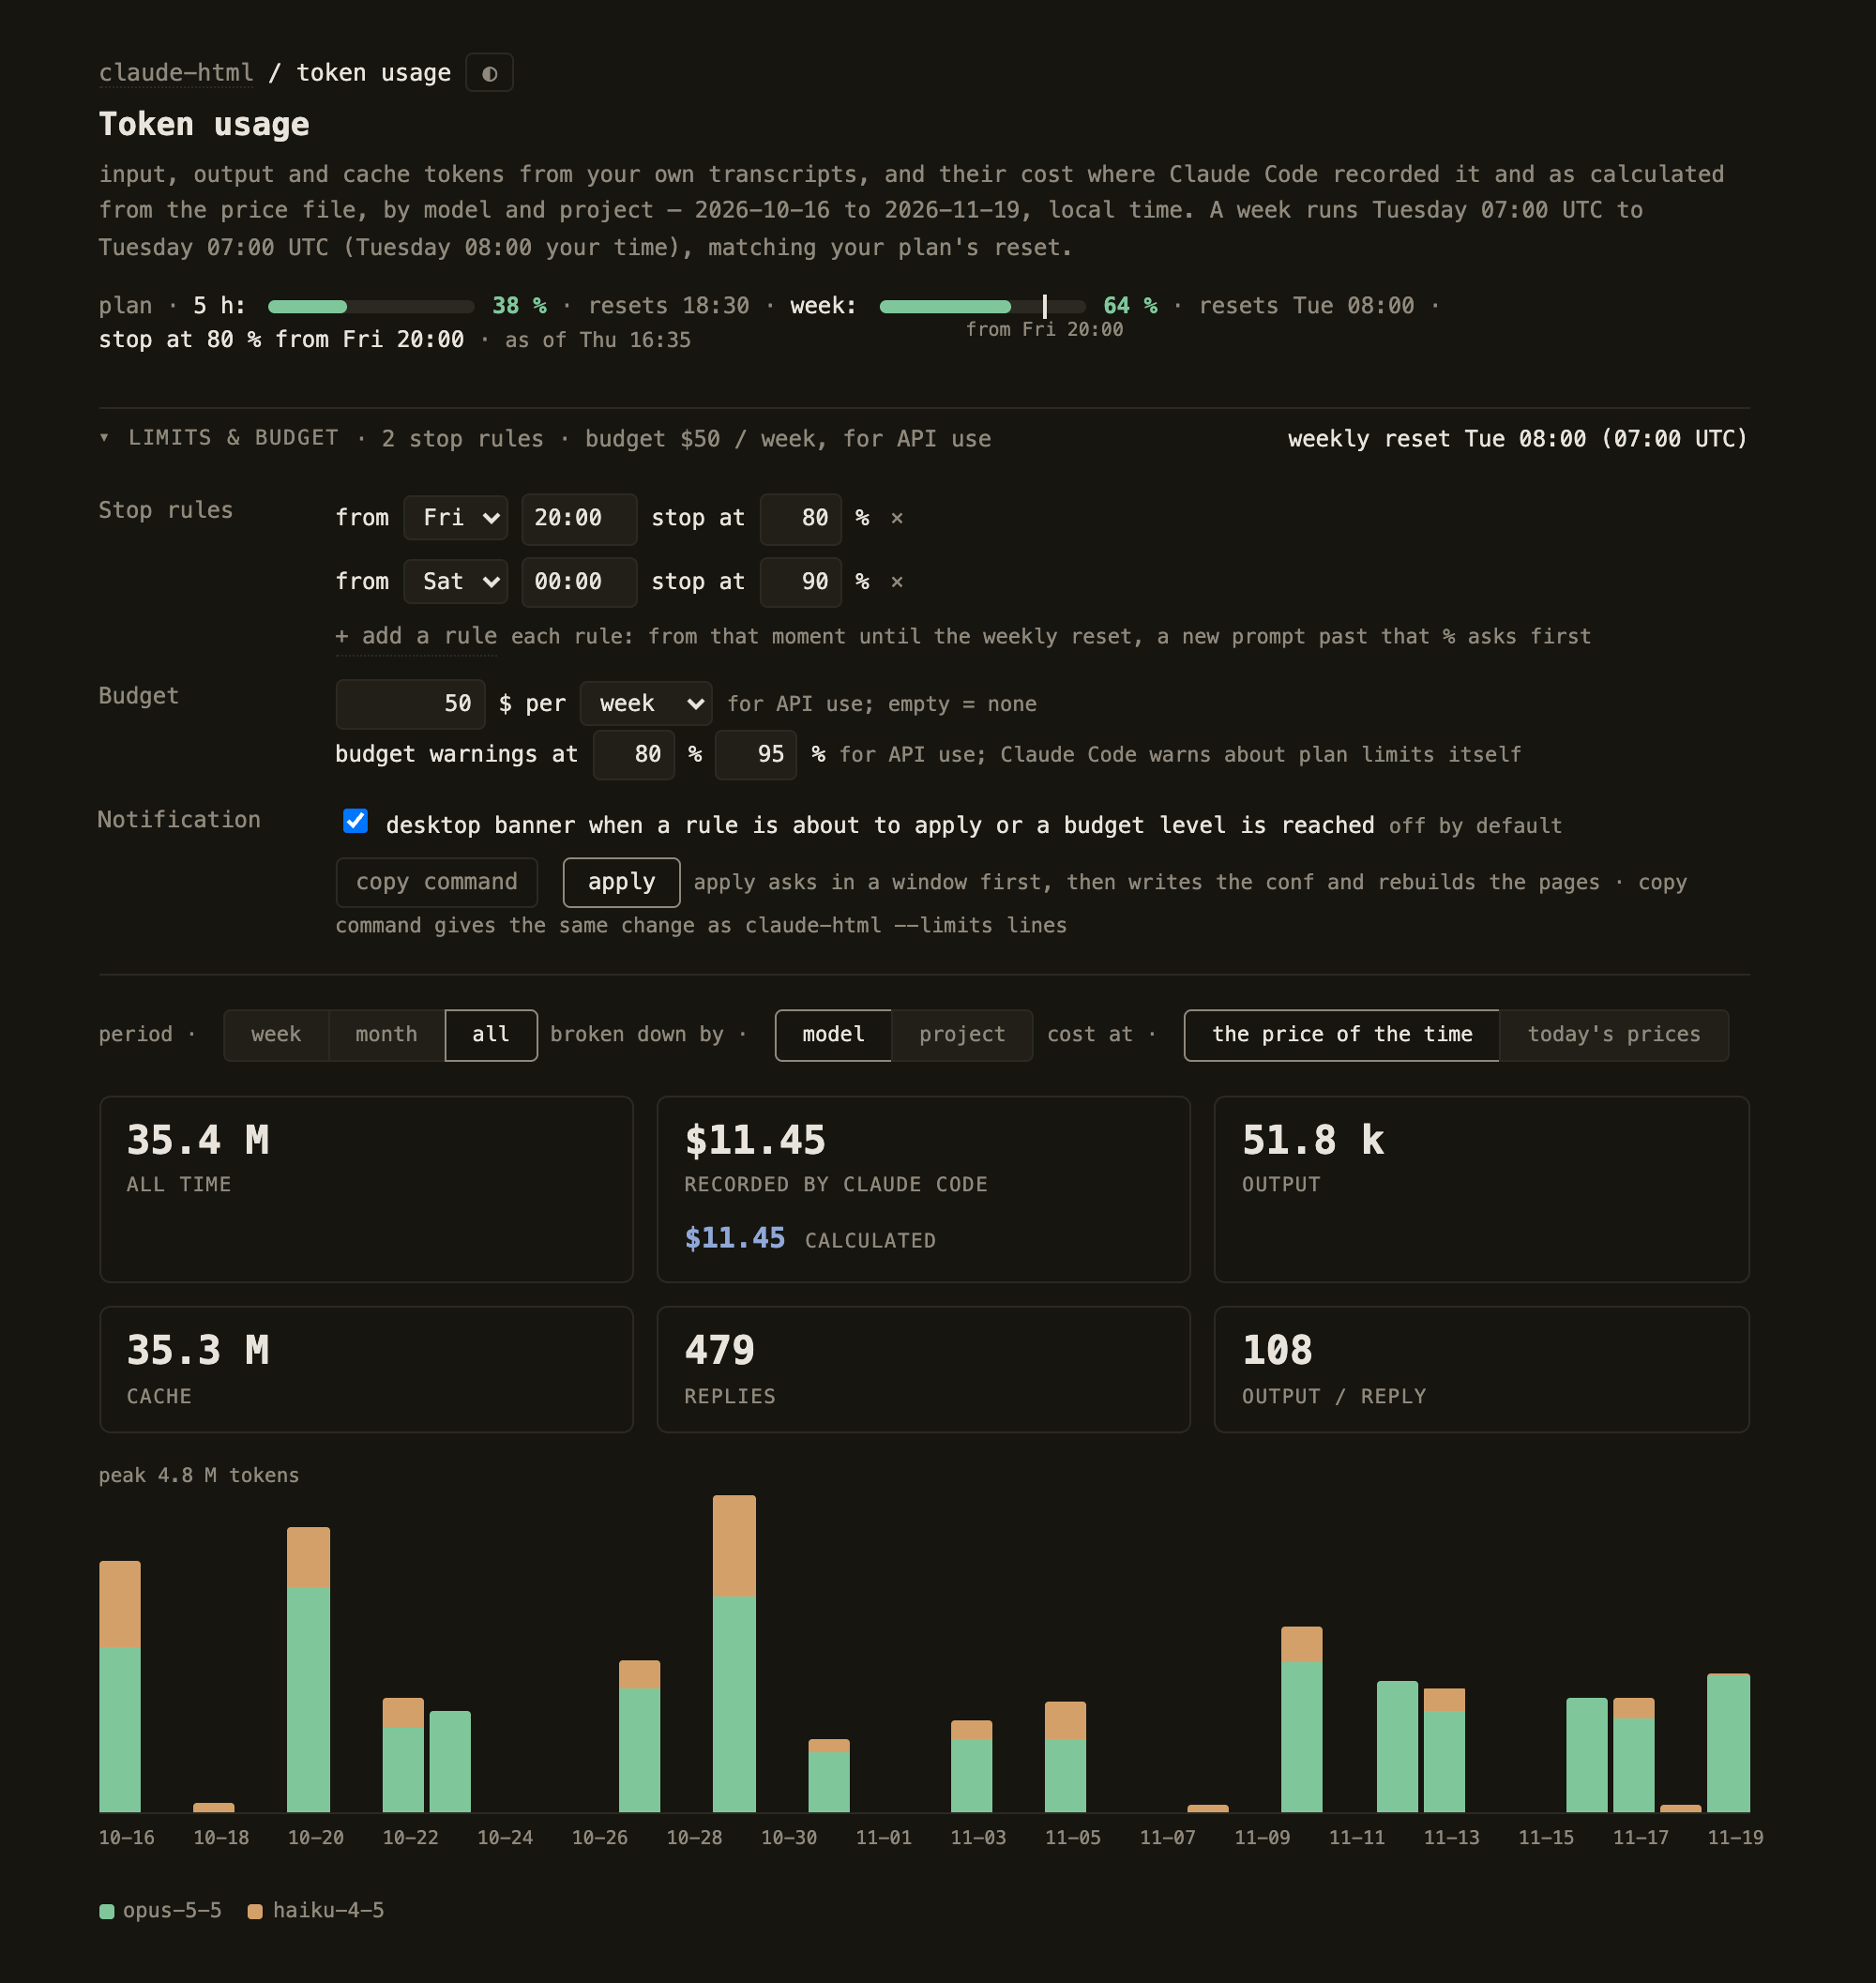 claude-html / token usage ◐
Token usage
input, output and cache tokens from your own transcripts, and their cost where Claude Code recorded it and as calculated
from the price file, by model and project — 2026-10-16 to 2026-11-19, local time. A week runs Tuesday 07:00 UTC to
Tuesday 07:00 UTC (Tuesday 08:00 your time), matching your plan's reset.
plan · 5 h: 38 % · resets 18:30 · week: 64 % · resets Tue 08:00 ·
from Fri 20:00
stop at 80 % from Fri 20:00 · as of Thu 16:35
▾ LIMITS & BUDGET · 2 stop rules · budget $50 / week, for API use weekly reset Tue 08:00 (07:00 UTC)
Stop rules from Fri 20:00 stop at 80 % ×
from Sat 00:00 stop at 90 % ×
+ add a rule each rule: from that moment until the weekly reset, a new prompt past that % asks first
Budget 50 $ per week for API use; empty = none
budget warnings at 80 % 95 % for API use; Claude Code warns about plan limits itself
Notification desktop banner when a rule is about to apply or a budget level is reached off by default
copy command apply apply asks in a window first, then writes the conf and rebuilds the pages · copy
command gives the same change as claude-html --limits lines
period · week month all broken down by · model project cost at · the price of the time today's prices
35.4 M
ALL TIME
$11.45
RECORDED BY CLAUDE CODE
$11.45 CALCULATED
51.8 k
OUTPUT
35.3 M
CACHE
479
REPLIES
108
OUTPUT / REPLY
peak 4.8 M tokens
10-16 10-18 10-20 10-22 10-24 10-26 10-28 10-30 11-01 11-03 11-05 11-07 11-09 11-11 11-13 11-15 11-17 11-19
opus-5-5 haiku-4-5